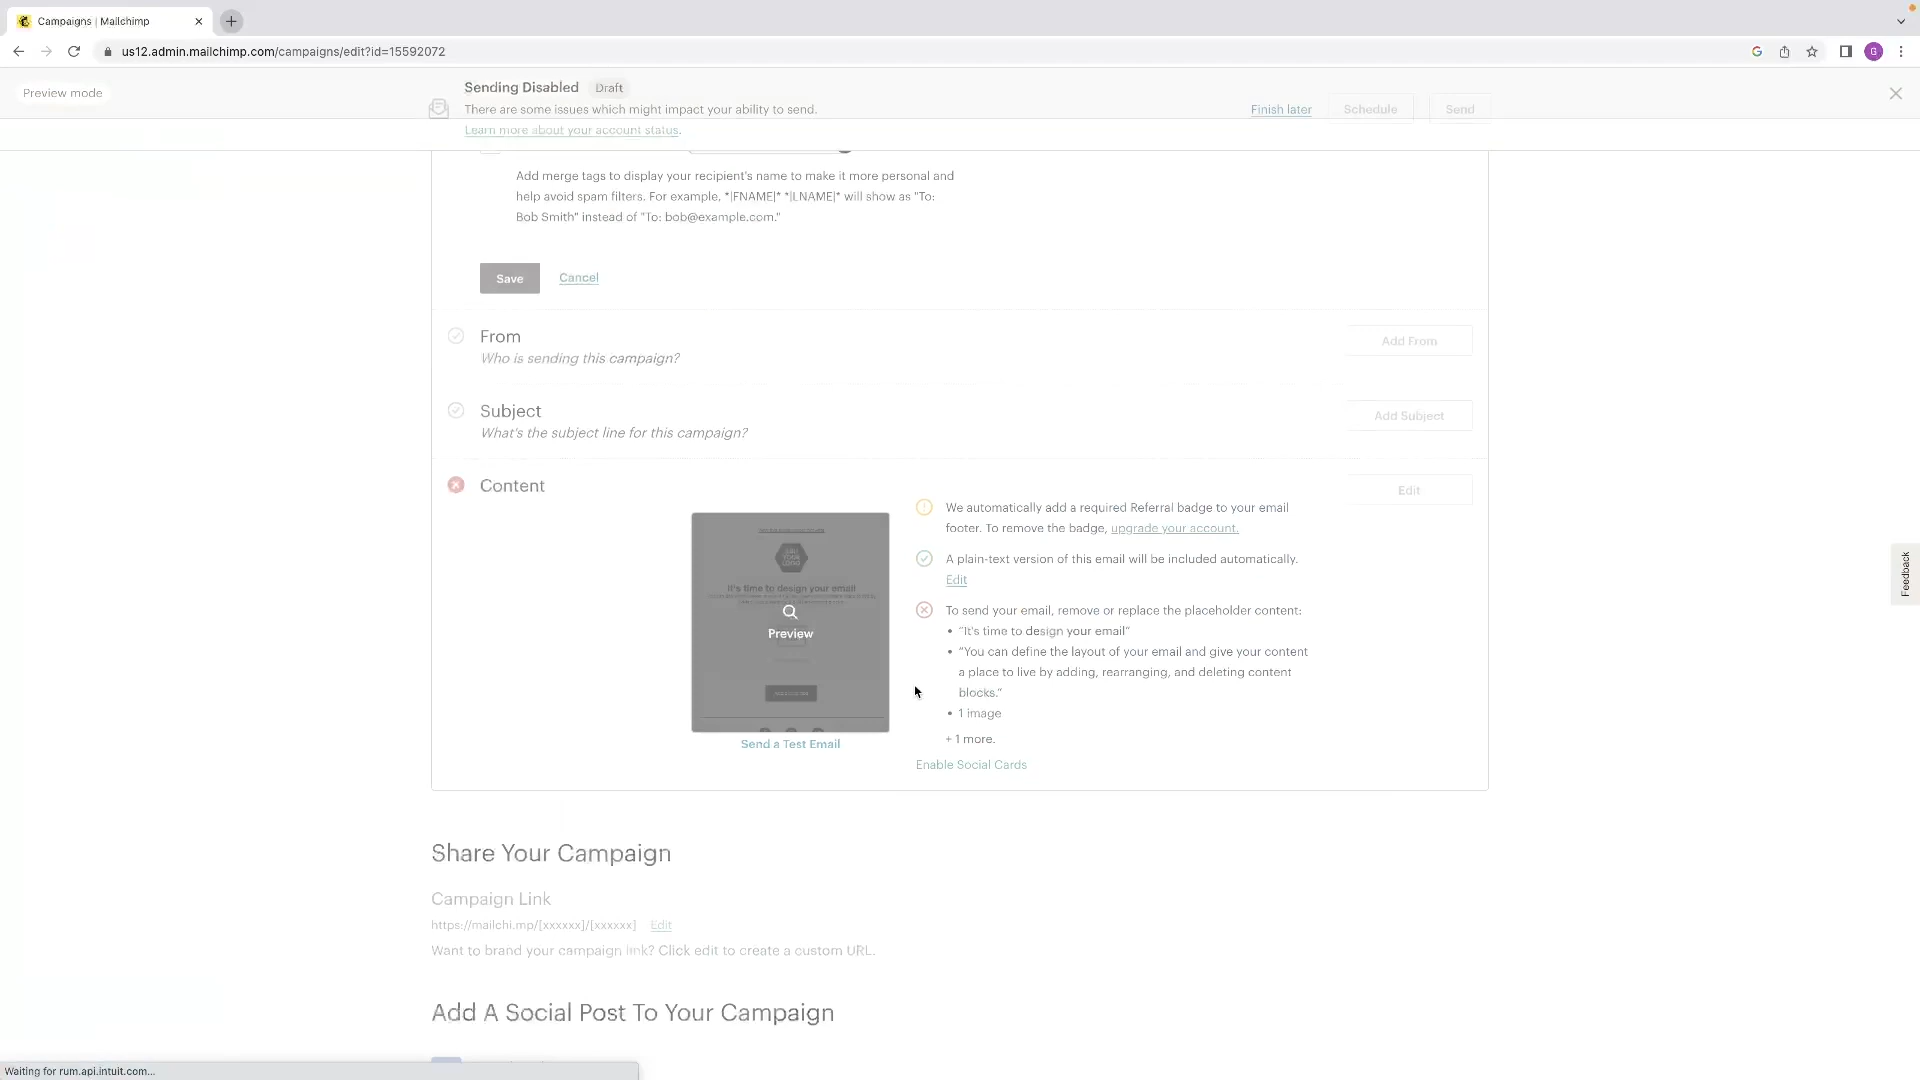 Campaigns | Mailchimp
us12.admin.mailchimp.com/campaigns/edit?id=15592072
G
Preview mode
Sending Disabled Draft
There are some issues which might impact your ability to send.
Learn more about your account status.
Finish later
Schedule
Send
Add merge tags to display your recipient's name to make it more personal and
help avoid spam filters. For example, *|FNAME|* *|LNAME|* will show as "To:
Bob Smith" instead of "To: bob@example.com."
Save
Cancel
From
Who is sending this campaign?
Add From
Subject
What's the subject line for this campaign?
Add Subject
Content
Edit
It's time to design your email
Preview
Send a Test Email
We automatically add a required Referral badge to your email
footer. To remove the badge, upgrade your account.
A plain-text version of this email will be included automatically.
Edit
To send your email, remove or replace the placeholder content:
• "It's time to design your email"
• "You can define the layout of your email and give your content
a place to live by adding, rearranging, and deleting content
blocks."
• 1 image
+ 1 more.
Enable Social Cards
Feedback
Share Your Campaign
Campaign Link
https://mailchi.mp/[xxxxxx]/[xxxxxx] Edit
Want to brand your campaign link? Click edit to create a custom URL.
Add A Social Post To Your Campaign
Waiting for rum.api.intuit.com...